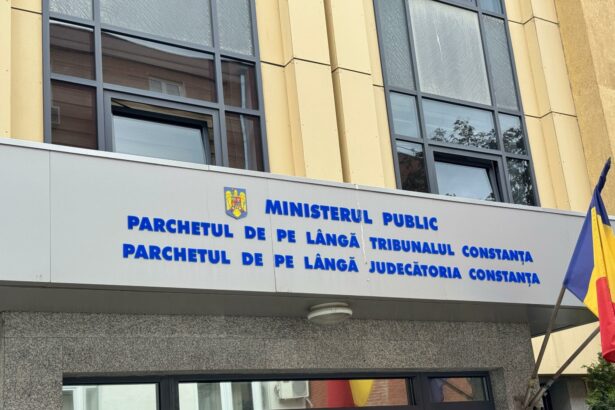 MINISTERUL PUBLIC
PARCHETUL DE PE LÂNGĂ TRIBUNALUL CONSTANȚA
PARCHETUL DE PE LÂNGĂ JUDECĂTORIA CONSTANȚA